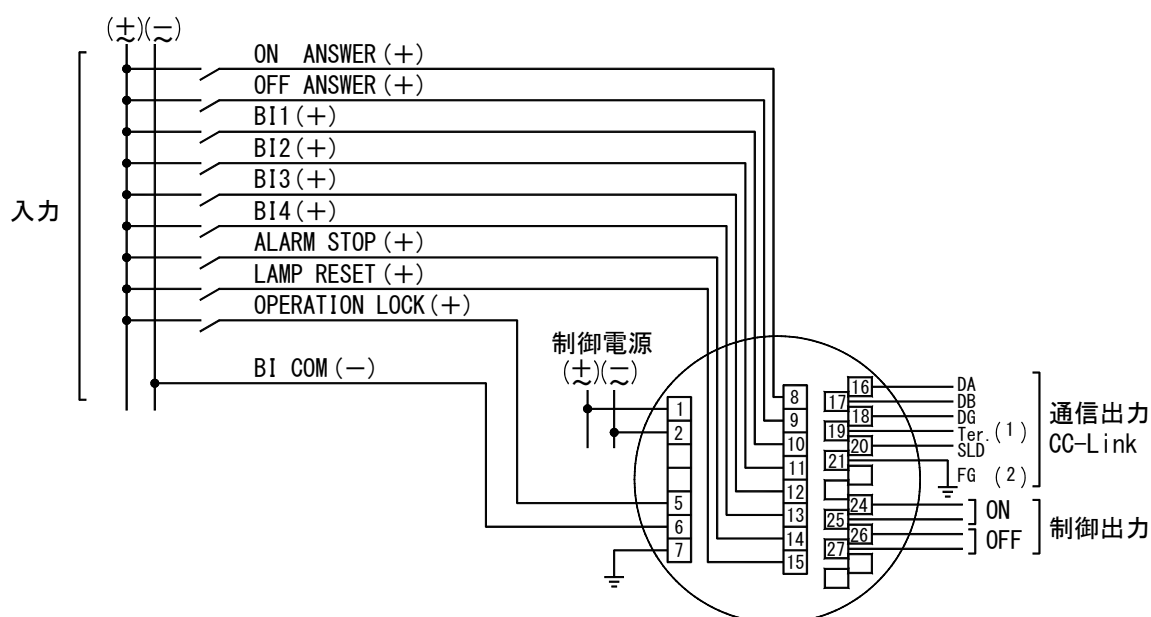 (±)(−)
ON ANSWER(+)
OFF ANSWER(+)
BI1(+)
BI2(+)
BI3(+)
BI4(+)
ALARM STOP(+)
LAMP RESET(+)
OPERATION LOCK(+)
BI COM(−)
入力
制御電源
(±)(−)
1
2
5
6
7
8
9
10
11
12
13
14
15
16
17
18
19
20
21
24
25
26
27
DA
DB
DG
Ter.(1)
SLD
FG (2)
通信出力
CC-Link
ON
OFF
制御出力